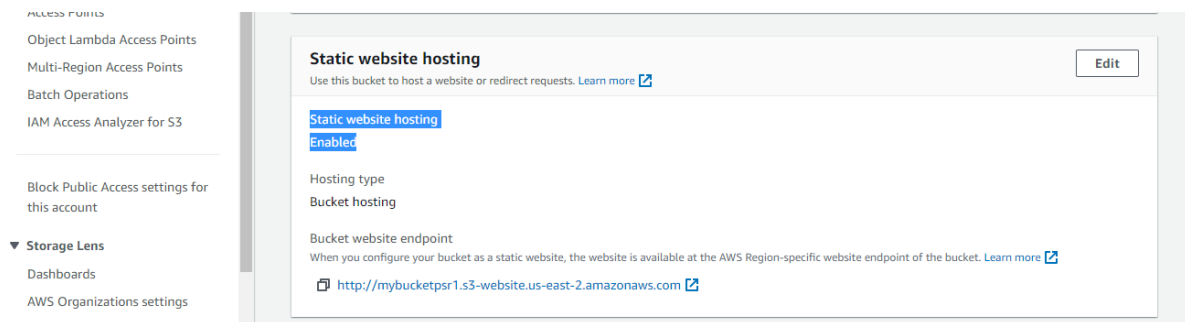 Access Points
Object Lambda Access Points
Multi-Region Access Points
Batch Operations
IAM Access Analyzer for S3
Block Public Access settings for
this account
Storage Lens
Dashboards
AWS Organizations settings
Static website hosting
Edit
Use this bucket to host a website or redirect requests. Learn more
Static website hosting
Enabled
Hosting type
Bucket hosting
Bucket website endpoint
When you configure your bucket as a static website, the website is available at the AWS Region-specific website endpoint of the bucket. Learn more
http://mybucketpsr1.s3-website.us-east-2.amazonaws.com